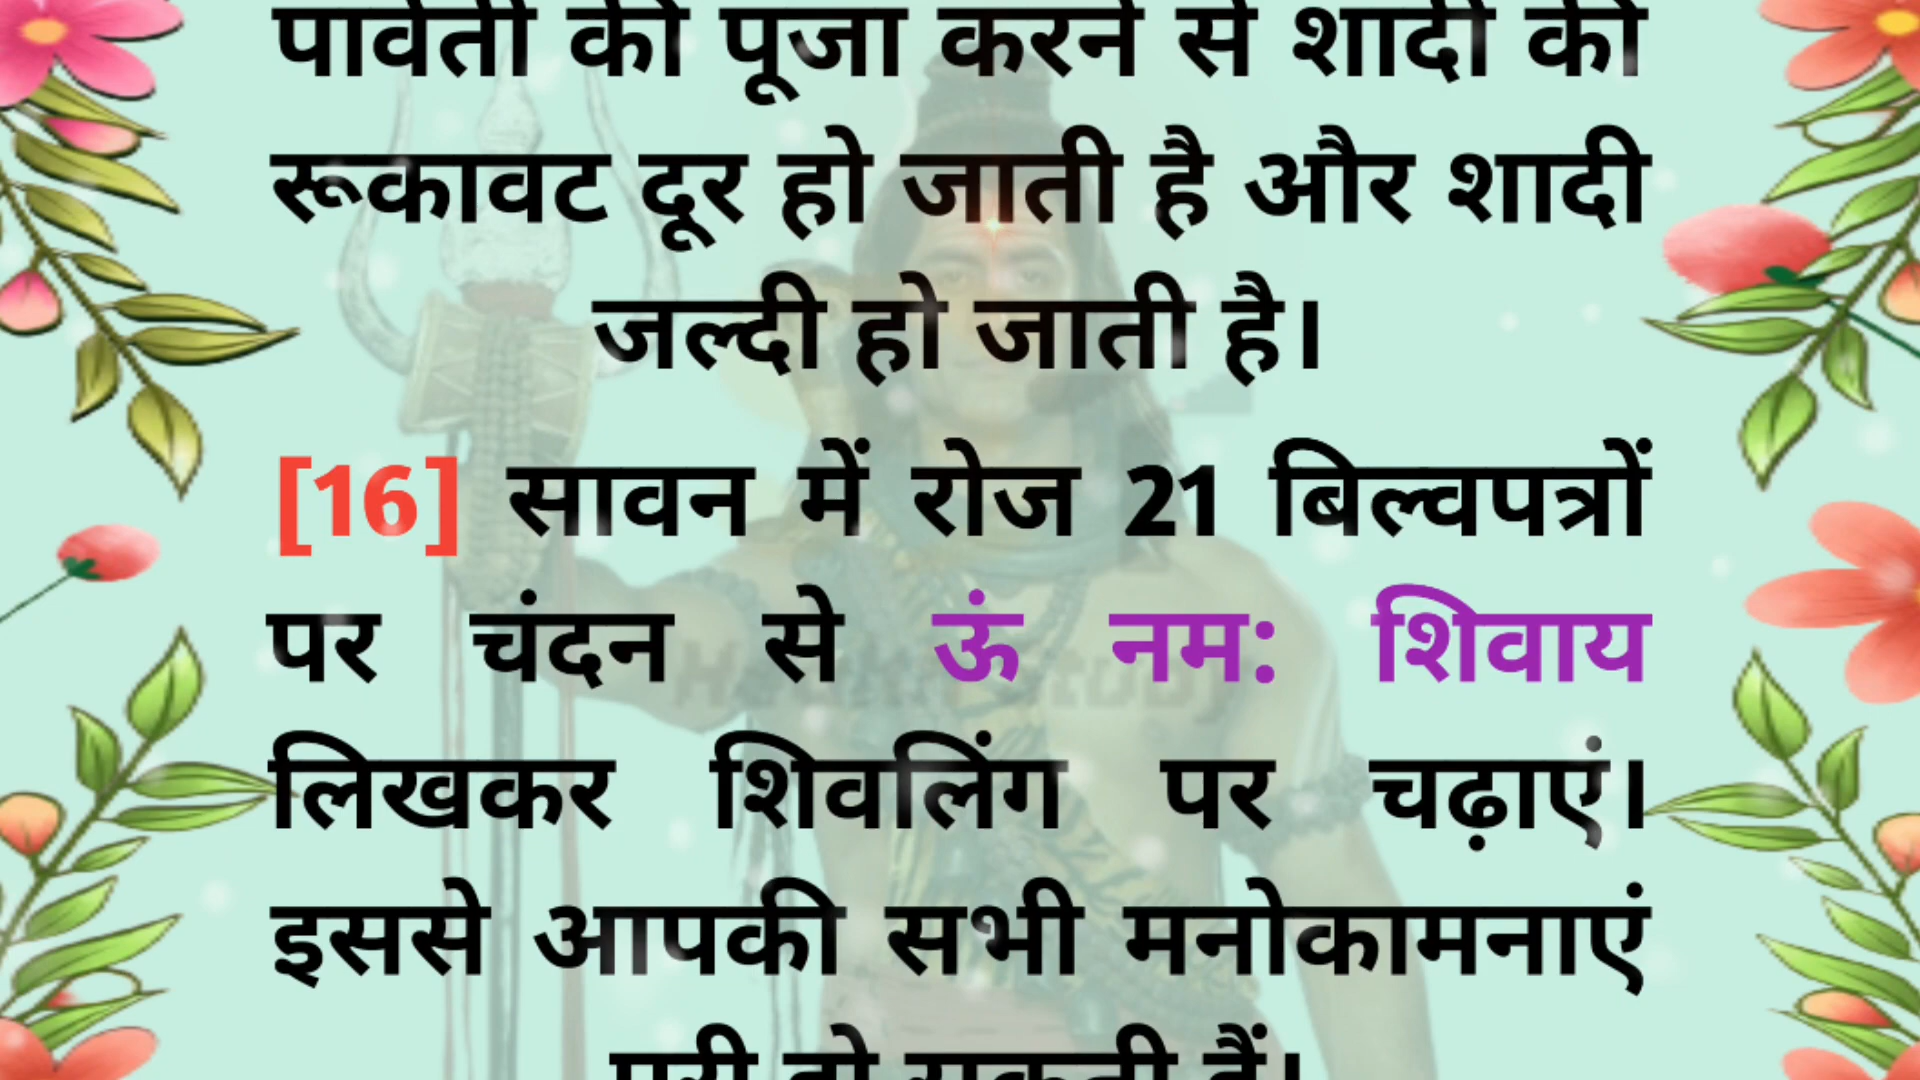 पार्वती की पूजा करने से शादी की
रूकावट दूर हो जाती है और शादी
जल्दी हो जाती है।
[16] सावन में रोज 21 बिल्वपत्रों
पर चंदन से ऊं नम: शिवाय
लिखकर शिवलिंग पर चढ़ाएं।
इससे आपकी सभी मनोकामनाएं
पूरी हो सकती हैं।